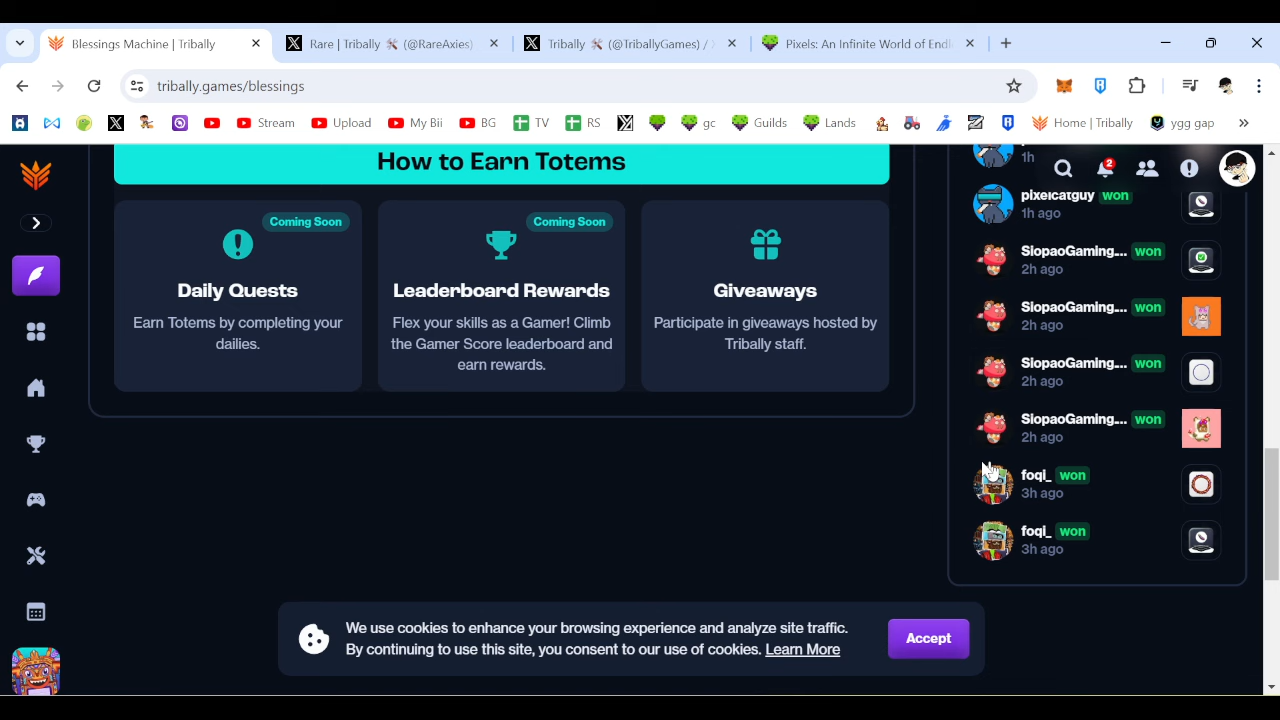 Blessings Machine | Tribally
Rare | Tribally 🛠 (@RareAxies)
Tribally 🛠 (@TriballyGames) /
Pixels: An Infinite World of Endl
tribally.games/blessings
Stream
Upload
My Bii
BG
TV
RS
gc
Guilds
Lands
Home | Tribally
ygg gap
How to Earn Totems
Coming Soon
Daily Quests
Earn Totems by completing your
dailies.
Coming Soon
Leaderboard Rewards
Flex your skills as a Gamer! Climb
the Gamer Score leaderboard and
earn rewards.
Giveaways
Participate in giveaways hosted by
Tribally staff.
2
1h
pixelcatguy won
1h ago
SlopaoGaming... won
2h ago
SlopaoGaming... won
2h ago
SlopaoGaming... won
2h ago
SlopaoGaming... won
2h ago
foqi_ won
3h ago
foqi_ won
3h ago
We use cookies to enhance your browsing experience and analyze site traffic.
By continuing to use this site, you consent to our use of cookies. Learn More
Accept